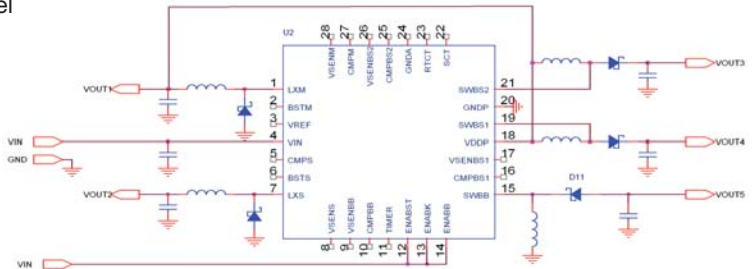 el
U2
28 27 26 25 24 23 22
VSENM CMPM VSENBS2 CMPBS2 GNDA RTCT SCT
VOUT1 1 LXM
2 BSTM
3 VREF
VIN 4 VIN
GND 5 CMPS
6 BSTS
VOUT2 7 LXS
SWBS2 21 VOUT3
GNDP 20
SWBS1 19
VDDP 18 VOUT4
VSENBS1 17
CMPBS1 16
SWBB 15 D11 VOUT5
VSENS VSENBB CMPBB TIMER ENABST ENABK ENABB
8 9 10 11 12 13 14
VIN